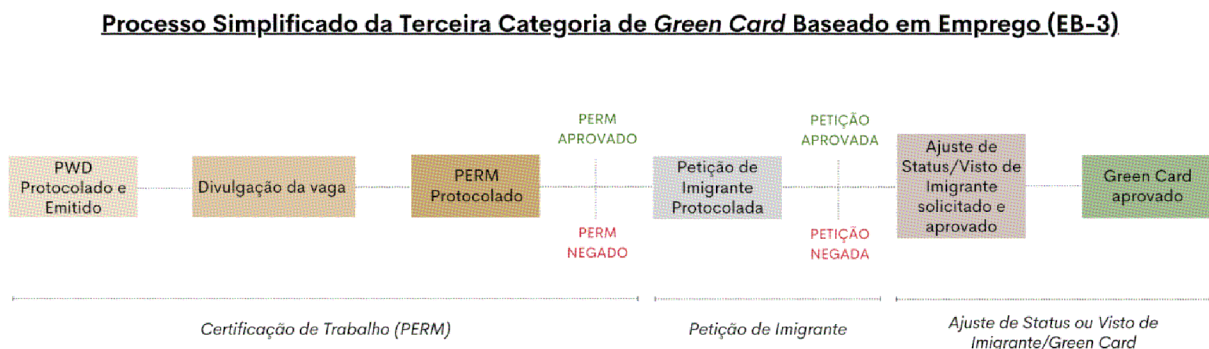 Processo Simplificado da Terceira Categoria de Green Card Baseado em Emprego (EB-3)
PWD
Protocolado e
Emitido
Divulgação da vaga
PERM
Protocolado
PERM
APROVADO
PERM
NEGADO
Petição de
Imigrante
Protocolada
PETIÇÃO
APROVADA
PETIÇÃO
NEGADA
Ajuste de
Status/Visto de
Imigrante
solicitado e
aprovado
Green Card
aprovado
Certificação de Trabalho (PERM)
Petição de Imigrante
Ajuste de Status ou Visto de
Imigrante/Green Card